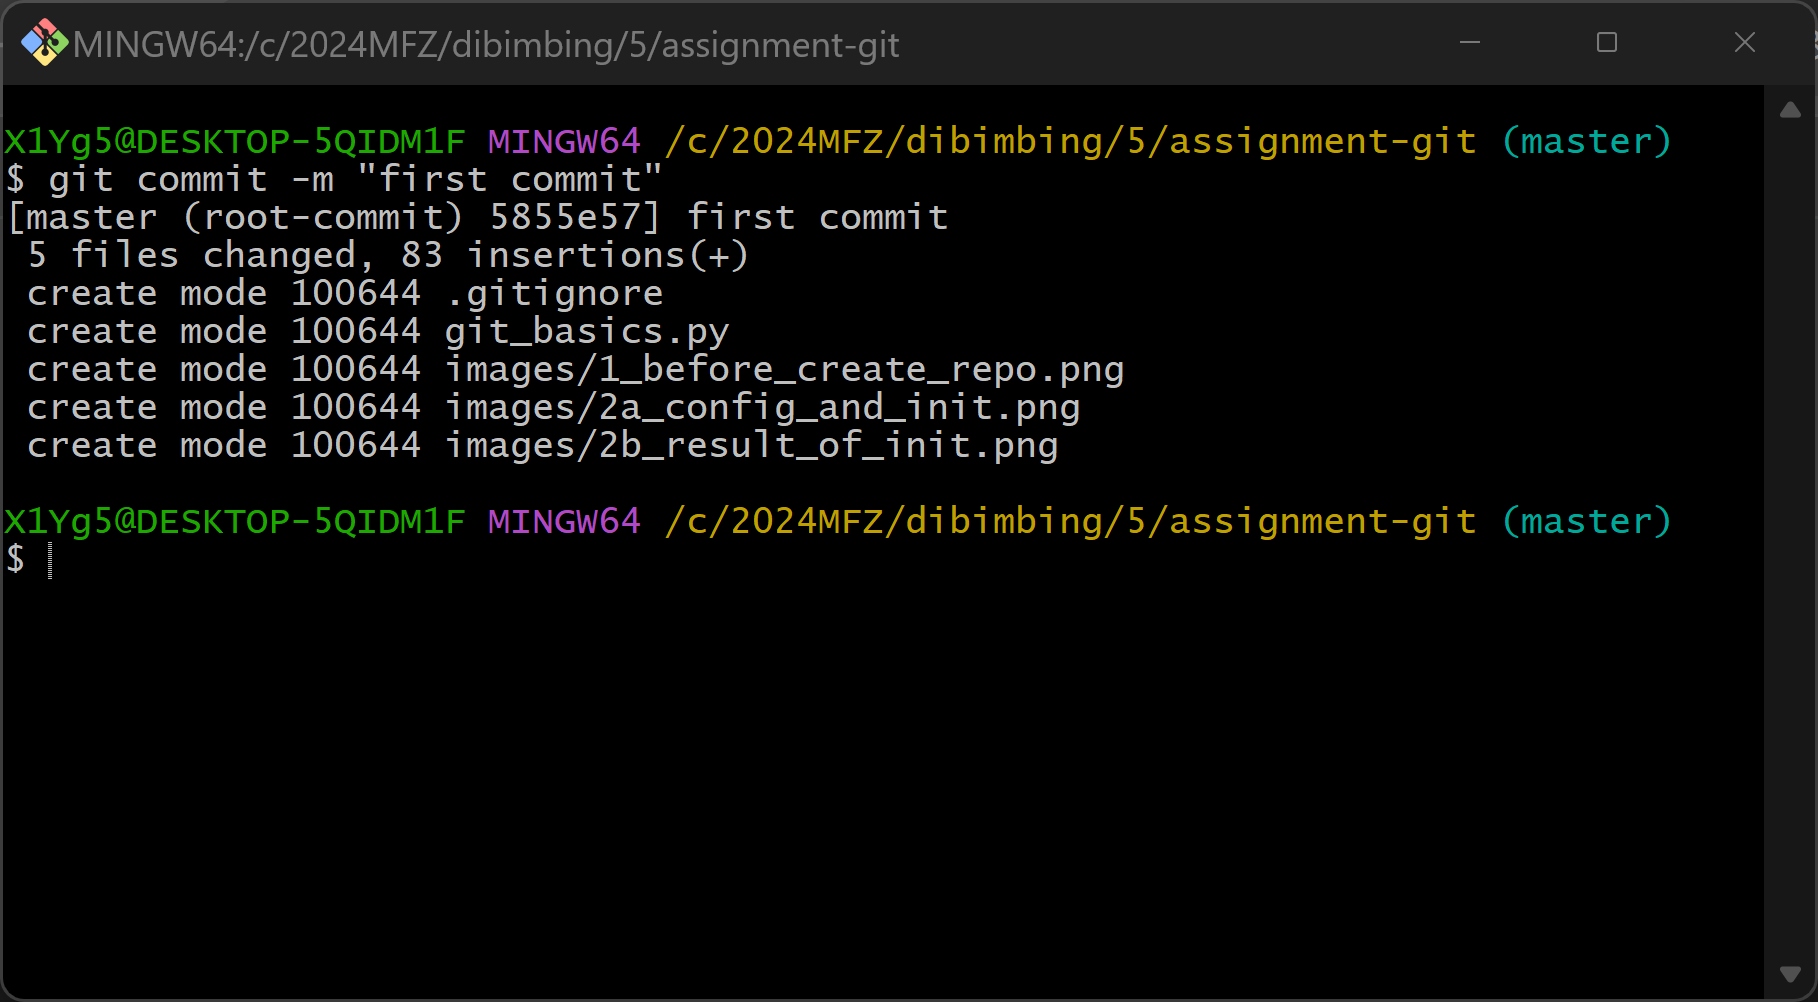 MINGW64:/c/2024MFZ/dibimbing/5/assignment-git
X1Yg5@DESKTOP-5QIDM1F MINGW64 /c/2024MFZ/dibimbing/5/assignment-git (master)
$ git commit -m "first commit"
[master (root-commit) 5855e57] first commit
 5 files changed, 83 insertions(+)
 create mode 100644 .gitignore
 create mode 100644 git_basics.py
 create mode 100644 images/1_before_create_repo.png
 create mode 100644 images/2a_config_and_init.png
 create mode 100644 images/2b_result_of_init.png
X1Yg5@DESKTOP-5QIDM1F MINGW64 /c/2024MFZ/dibimbing/5/assignment-git (master)
$